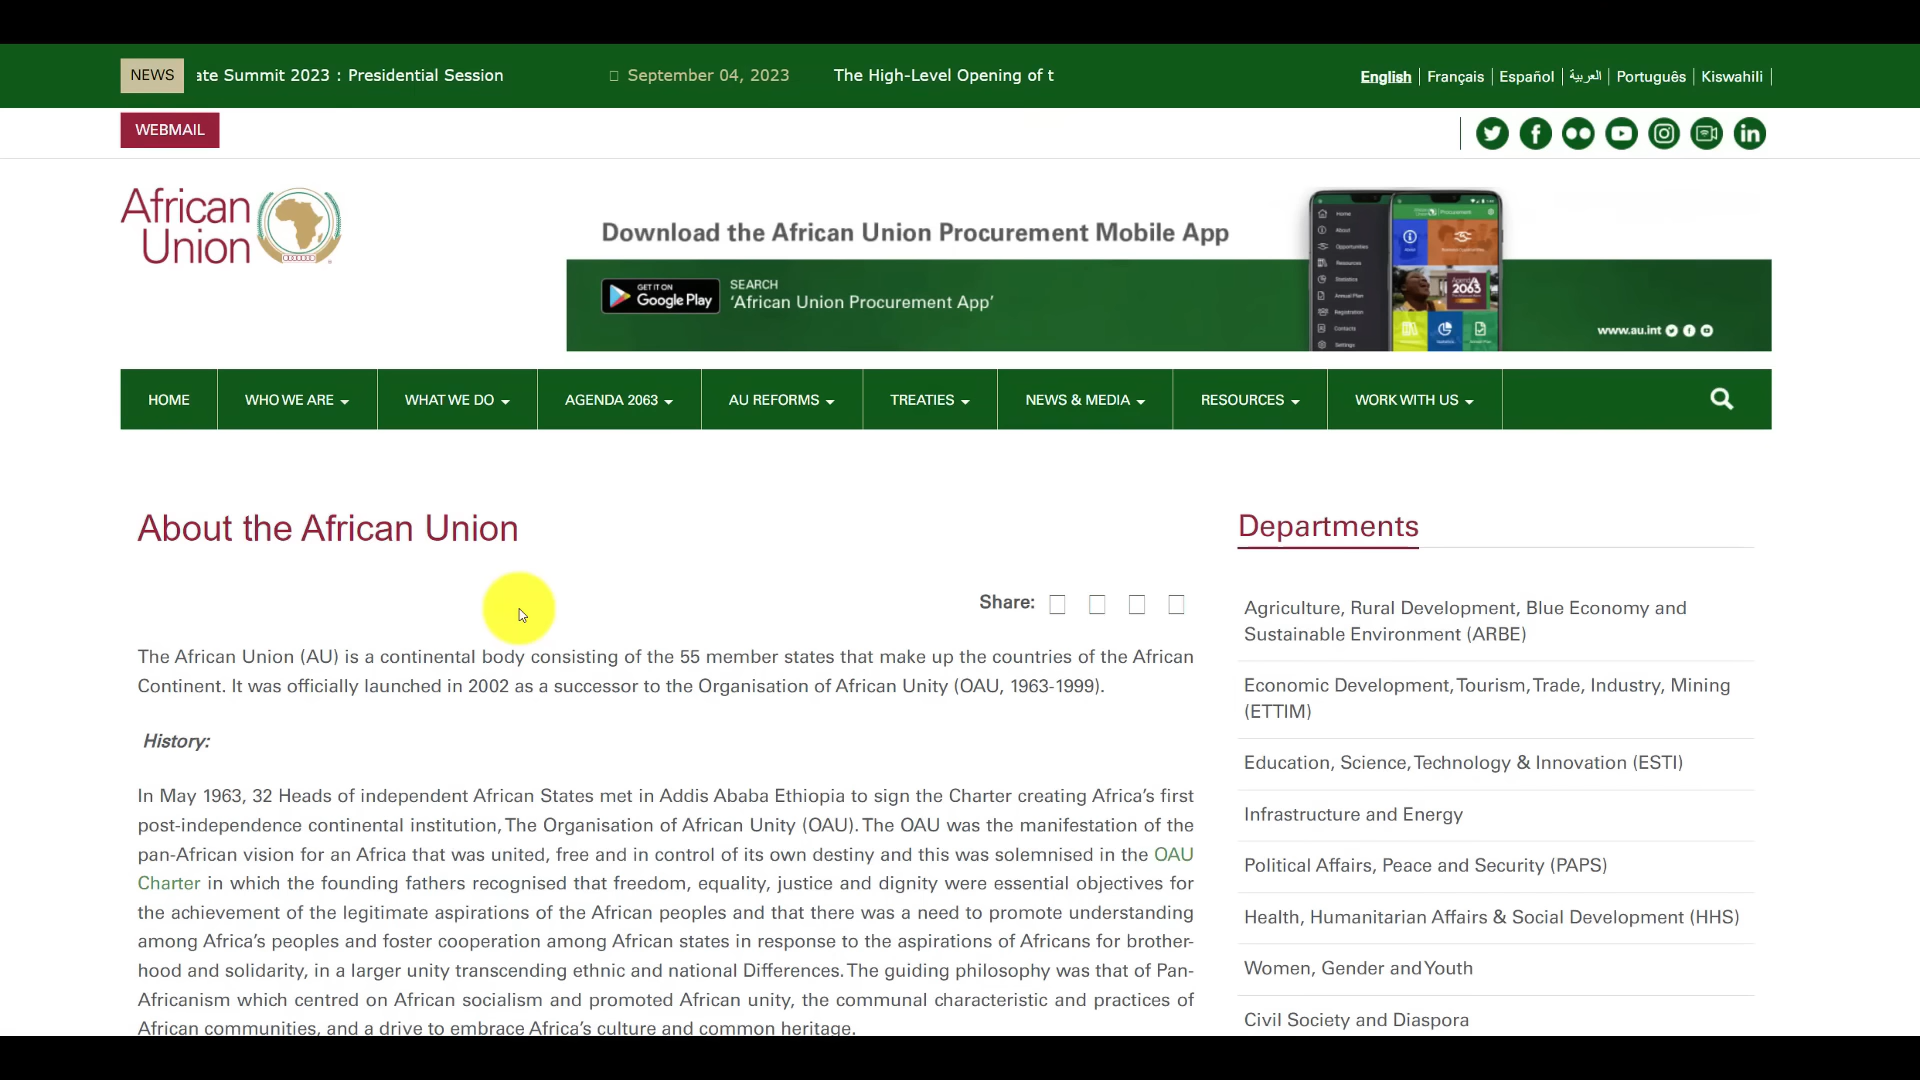 NEWS
ate Summit 2023 : Presidential Session
September 04, 2023
The High-Level Opening of t
English
Français
Español
العربية
Português
Kiswahili
WEBMAIL
African
Union
Download the African Union Procurement Mobile App
GET IT ON
Google Play
SEARCH
‘African Union Procurement App’
Home
About
Opportunities
Resources
Statistics
Annual Plan
Registration
Contacts
Settings
Procurement
Agenda
2063
www.au.int
HOME
WHO WE ARE
WHAT WE DO
AGENDA 2063
AU REFORMS
TREATIES
NEWS & MEDIA
RESOURCES
WORK WITH US
About the African Union
Share:
The African Union (AU) is a continental body consisting of the 55 member states that make up the countries of the African
Continent. It was officially launched in 2002 as a successor to the Organisation of African Unity (OAU, 1963-1999).
History:
In May 1963, 32 Heads of independent African States met in Addis Ababa Ethiopia to sign the Charter creating Africa’s first
post-independence continental institution, The Organisation of African Unity (OAU). The OAU was the manifestation of the
pan-African vision for an Africa that was united, free and in control of its own destiny and this was solemnised in the OAU
Charter in which the founding fathers recognised that freedom, equality, justice and dignity were essential objectives for
the achievement of the legitimate aspirations of the African peoples and that there was a need to promote understanding
among Africa’s peoples and foster cooperation among African states in response to the aspirations of Africans for brother-
hood and solidarity, in a larger unity transcending ethnic and national Differences. The guiding philosophy was that of Pan-
Africanism which centred on African socialism and promoted African unity, the communal characteristic and practices of
African communities, and a drive to embrace Africa’s culture and common heritage.
Departments
Agriculture, Rural Development, Blue Economy and
Sustainable Environment (ARBE)
Economic Development, Tourism, Trade, Industry, Mining
(ETTIM)
Education, Science, Technology & Innovation (ESTI)
Infrastructure and Energy
Political Affairs, Peace and Security (PAPS)
Health, Humanitarian Affairs & Social Development (HHS)
Women, Gender and Youth
Civil Society and Diaspora